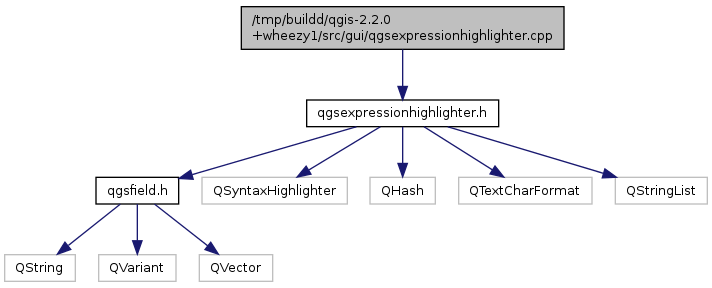 /tmp/buildd/qgis-2.2.0
+wheezy1/src/gui/qgsexpressionhighlighter.cpp
qgsexpressionhighlighter.h
qgsfield.h
QSyntaxHighlighter
QHash
QTextCharFormat
QStringList
QString
QVariant
QVector